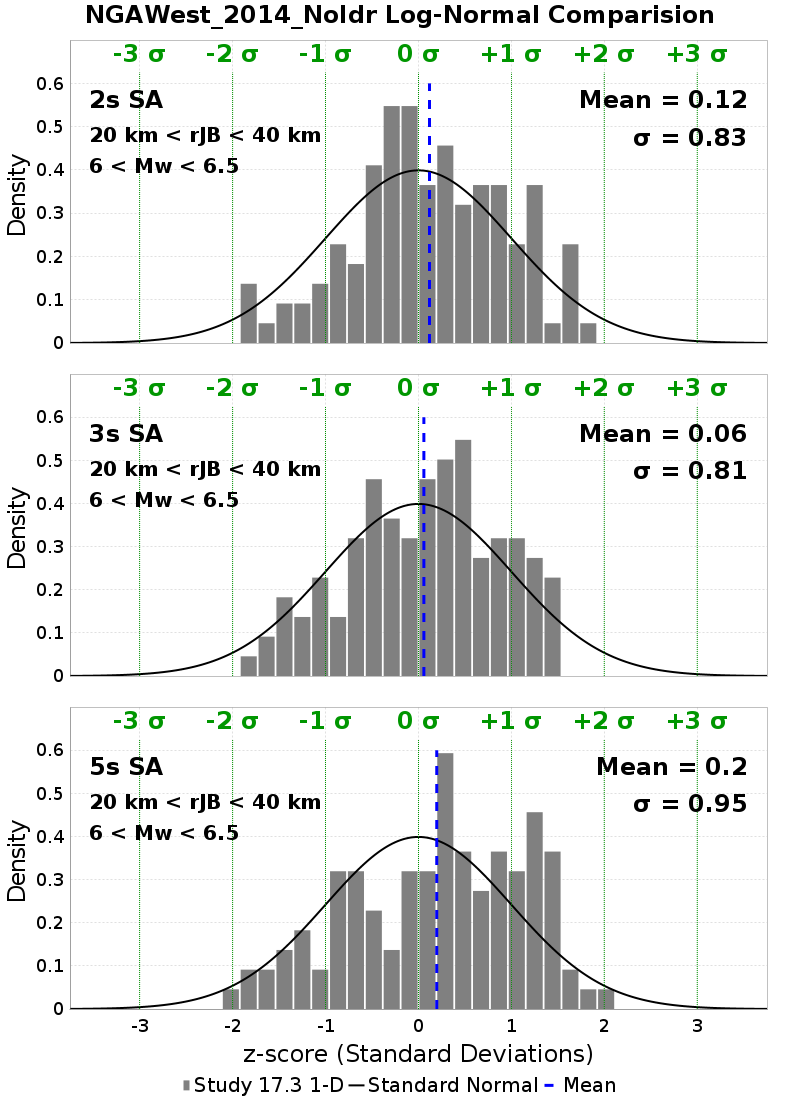 NGAWest_2014_NoIdr Log-Normal Comparision
-3 σ -2 σ -1 σ 0 σ +1 σ +2 σ +3 σ
0.6
2s SA
Mean = 0.12
0.5
20 km < rJB < 40 km
σ = 0.83
6 < Mw < 6.5
0.4
0.3
0.2
0.1
0
Density
-3 σ -2 σ -1 σ 0 σ +1 σ +2 σ +3 σ
0.6
3s SA
Mean = 0.06
0.5
20 km < rJB < 40 km
σ = 0.81
6 < Mw < 6.5
0.4
0.3
0.2
0.1
0
Density
-3 σ -2 σ -1 σ 0 σ +1 σ +2 σ +3 σ
0.6
5s SA
Mean = 0.2
0.5
20 km < rJB < 40 km
σ = 0.95
6 < Mw < 6.5
0.4
0.3
0.2
0.1
0
Density
-3 -2 -1 0 1 2 3
z-score (Standard Deviations)
Study 17.3 1-D Standard Normal Mean